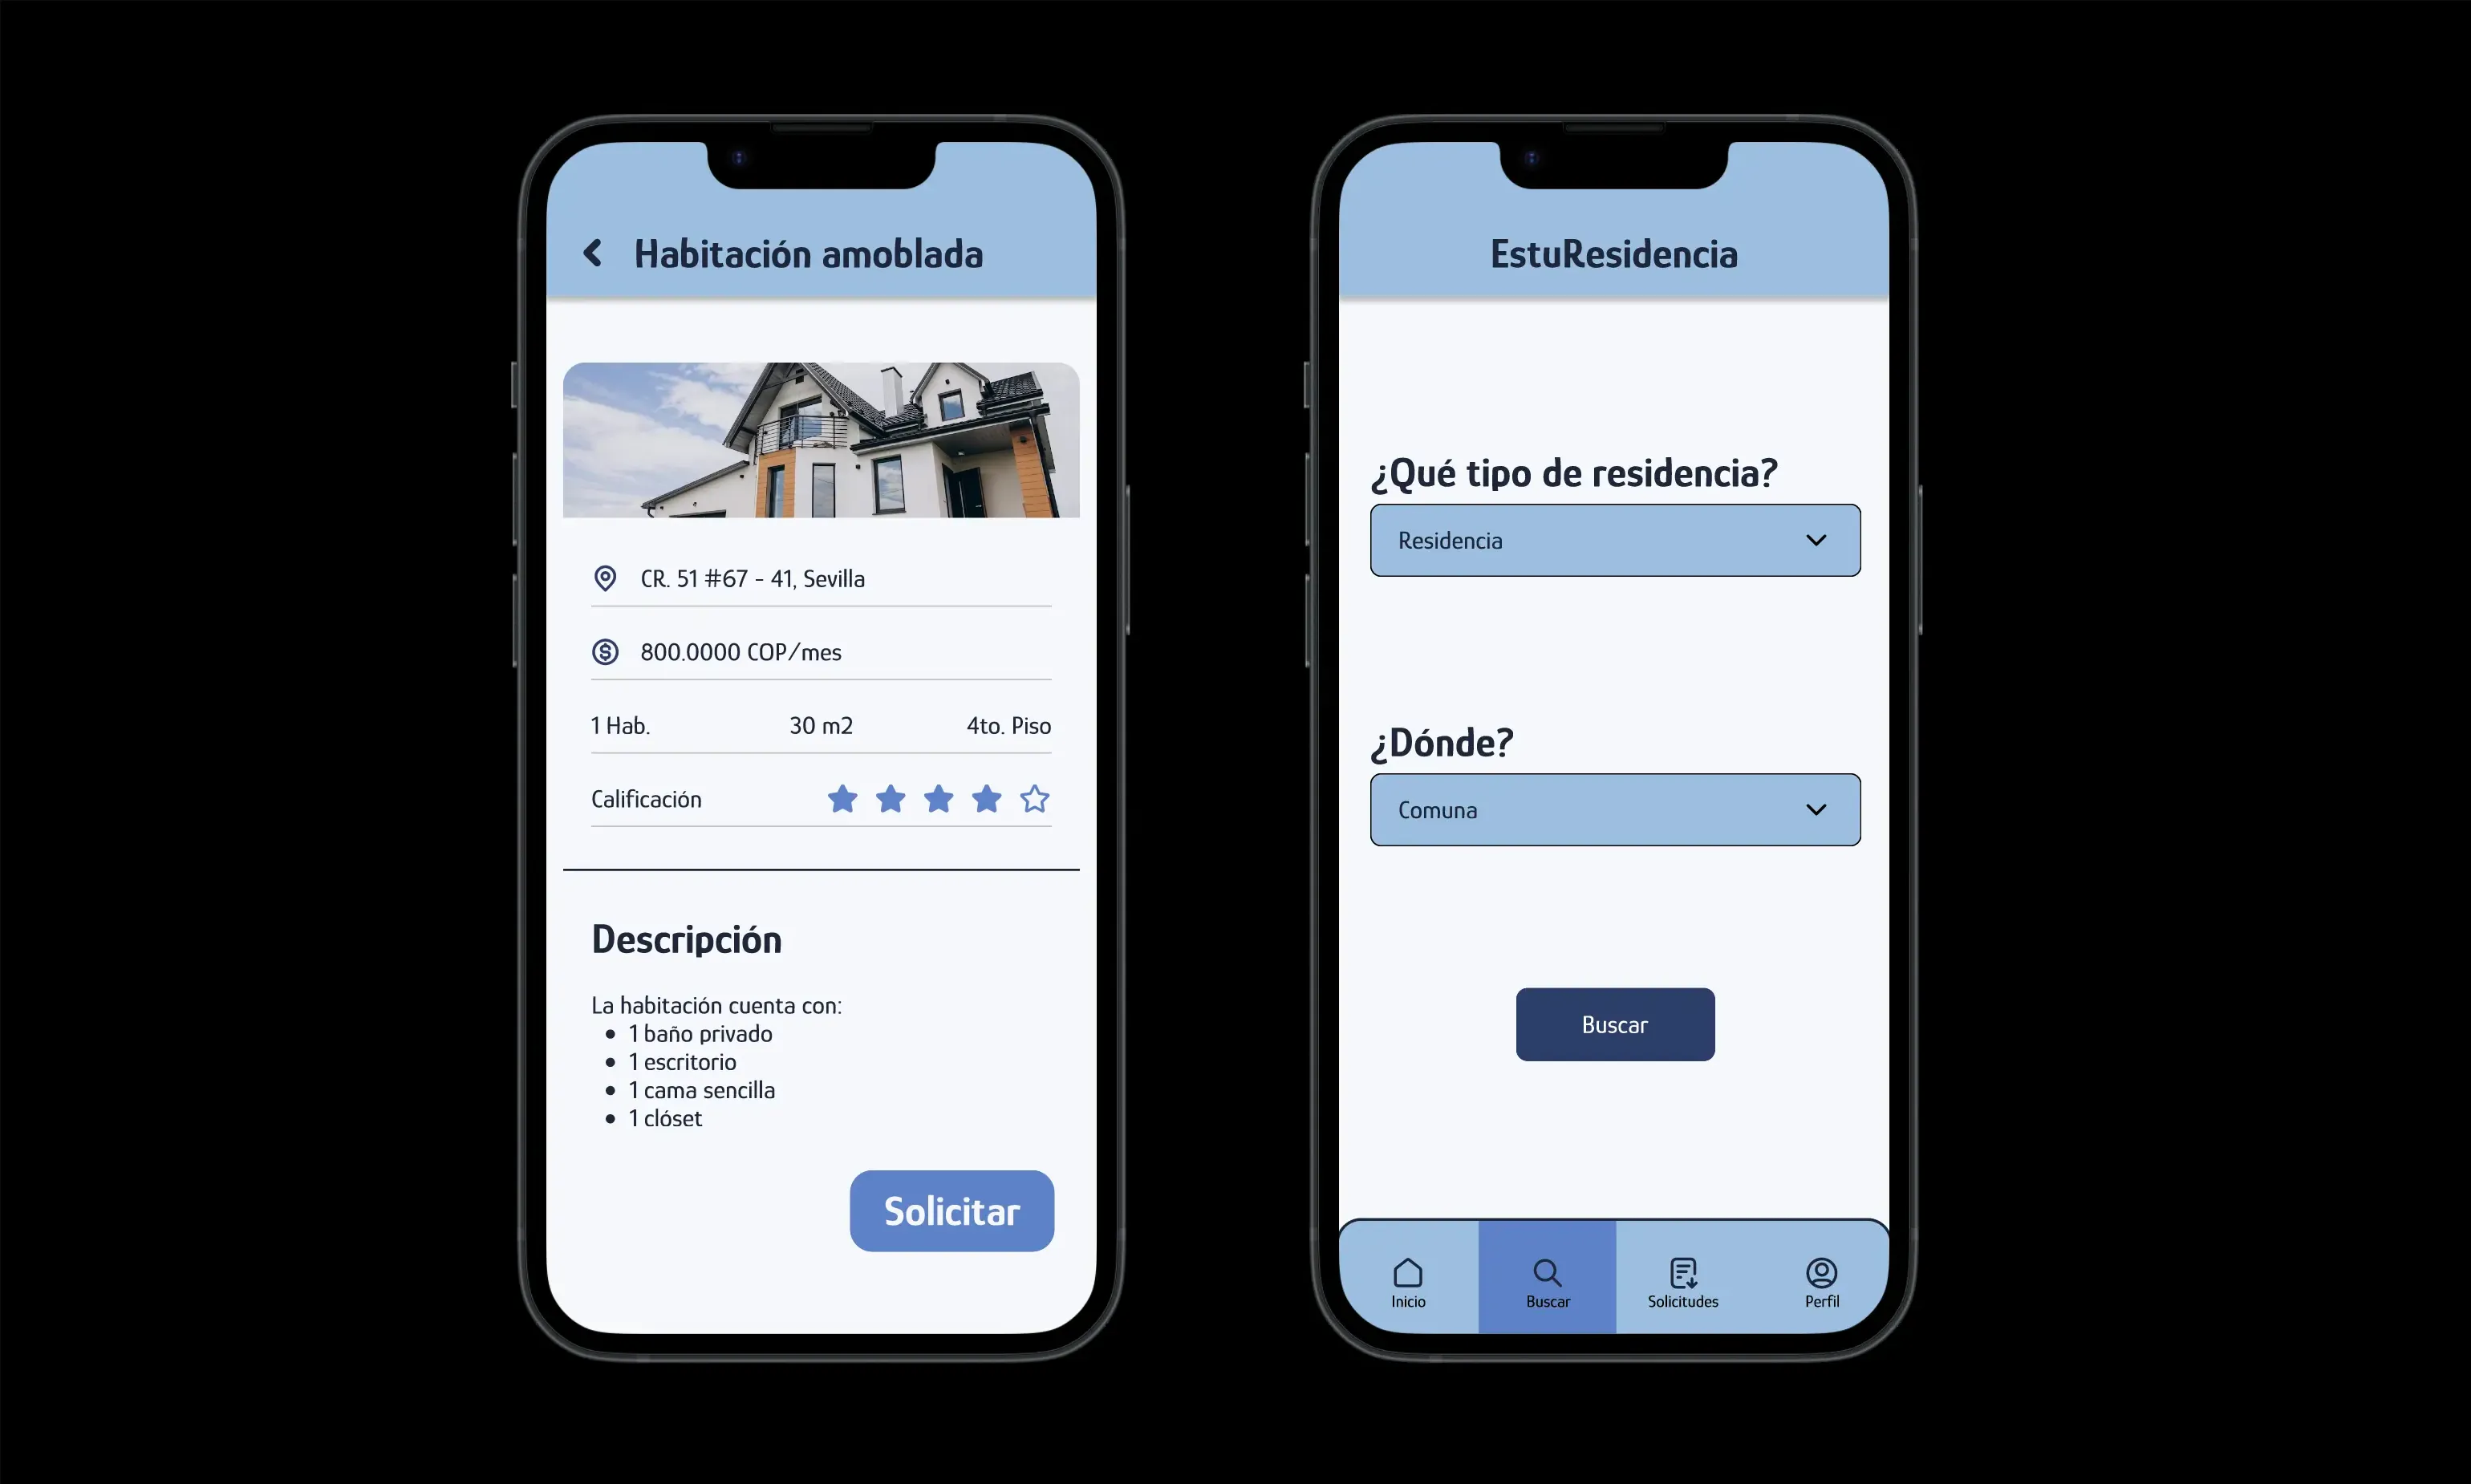 Habitación amoblada
CR. 51 #67 - 41, Sevilla
800.0000 COP/mes
1 Hab. 30 m2 4to. Piso
Calificación
Descripción
La habitación cuenta con:
• 1 baño privado
• 1 escritorio
• 1 cama sencilla
• 1 clóset
Solicitar
EstuResidencia
¿Qué tipo de residencia?
Residencia
¿Dónde?
Comuna
Buscar
Inicio Buscar Solicitudes Perfil